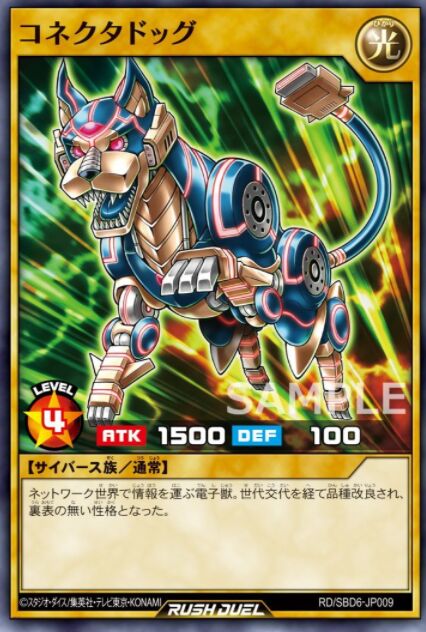 コネクタドッグ
ひかり
光
SAMPLE
LEVEL
4
ATK 1500 DEF 100
【サイバース族／通常】
ネットワーク世界で情報を運ぶ電子獣。世代交代を経て品種改良され、
裏表の無い性格となった。
©スタジオ・ダイス/集英社・テレビ東京・KONAMI
RUSH DUEL
RD/SBD6-JP009